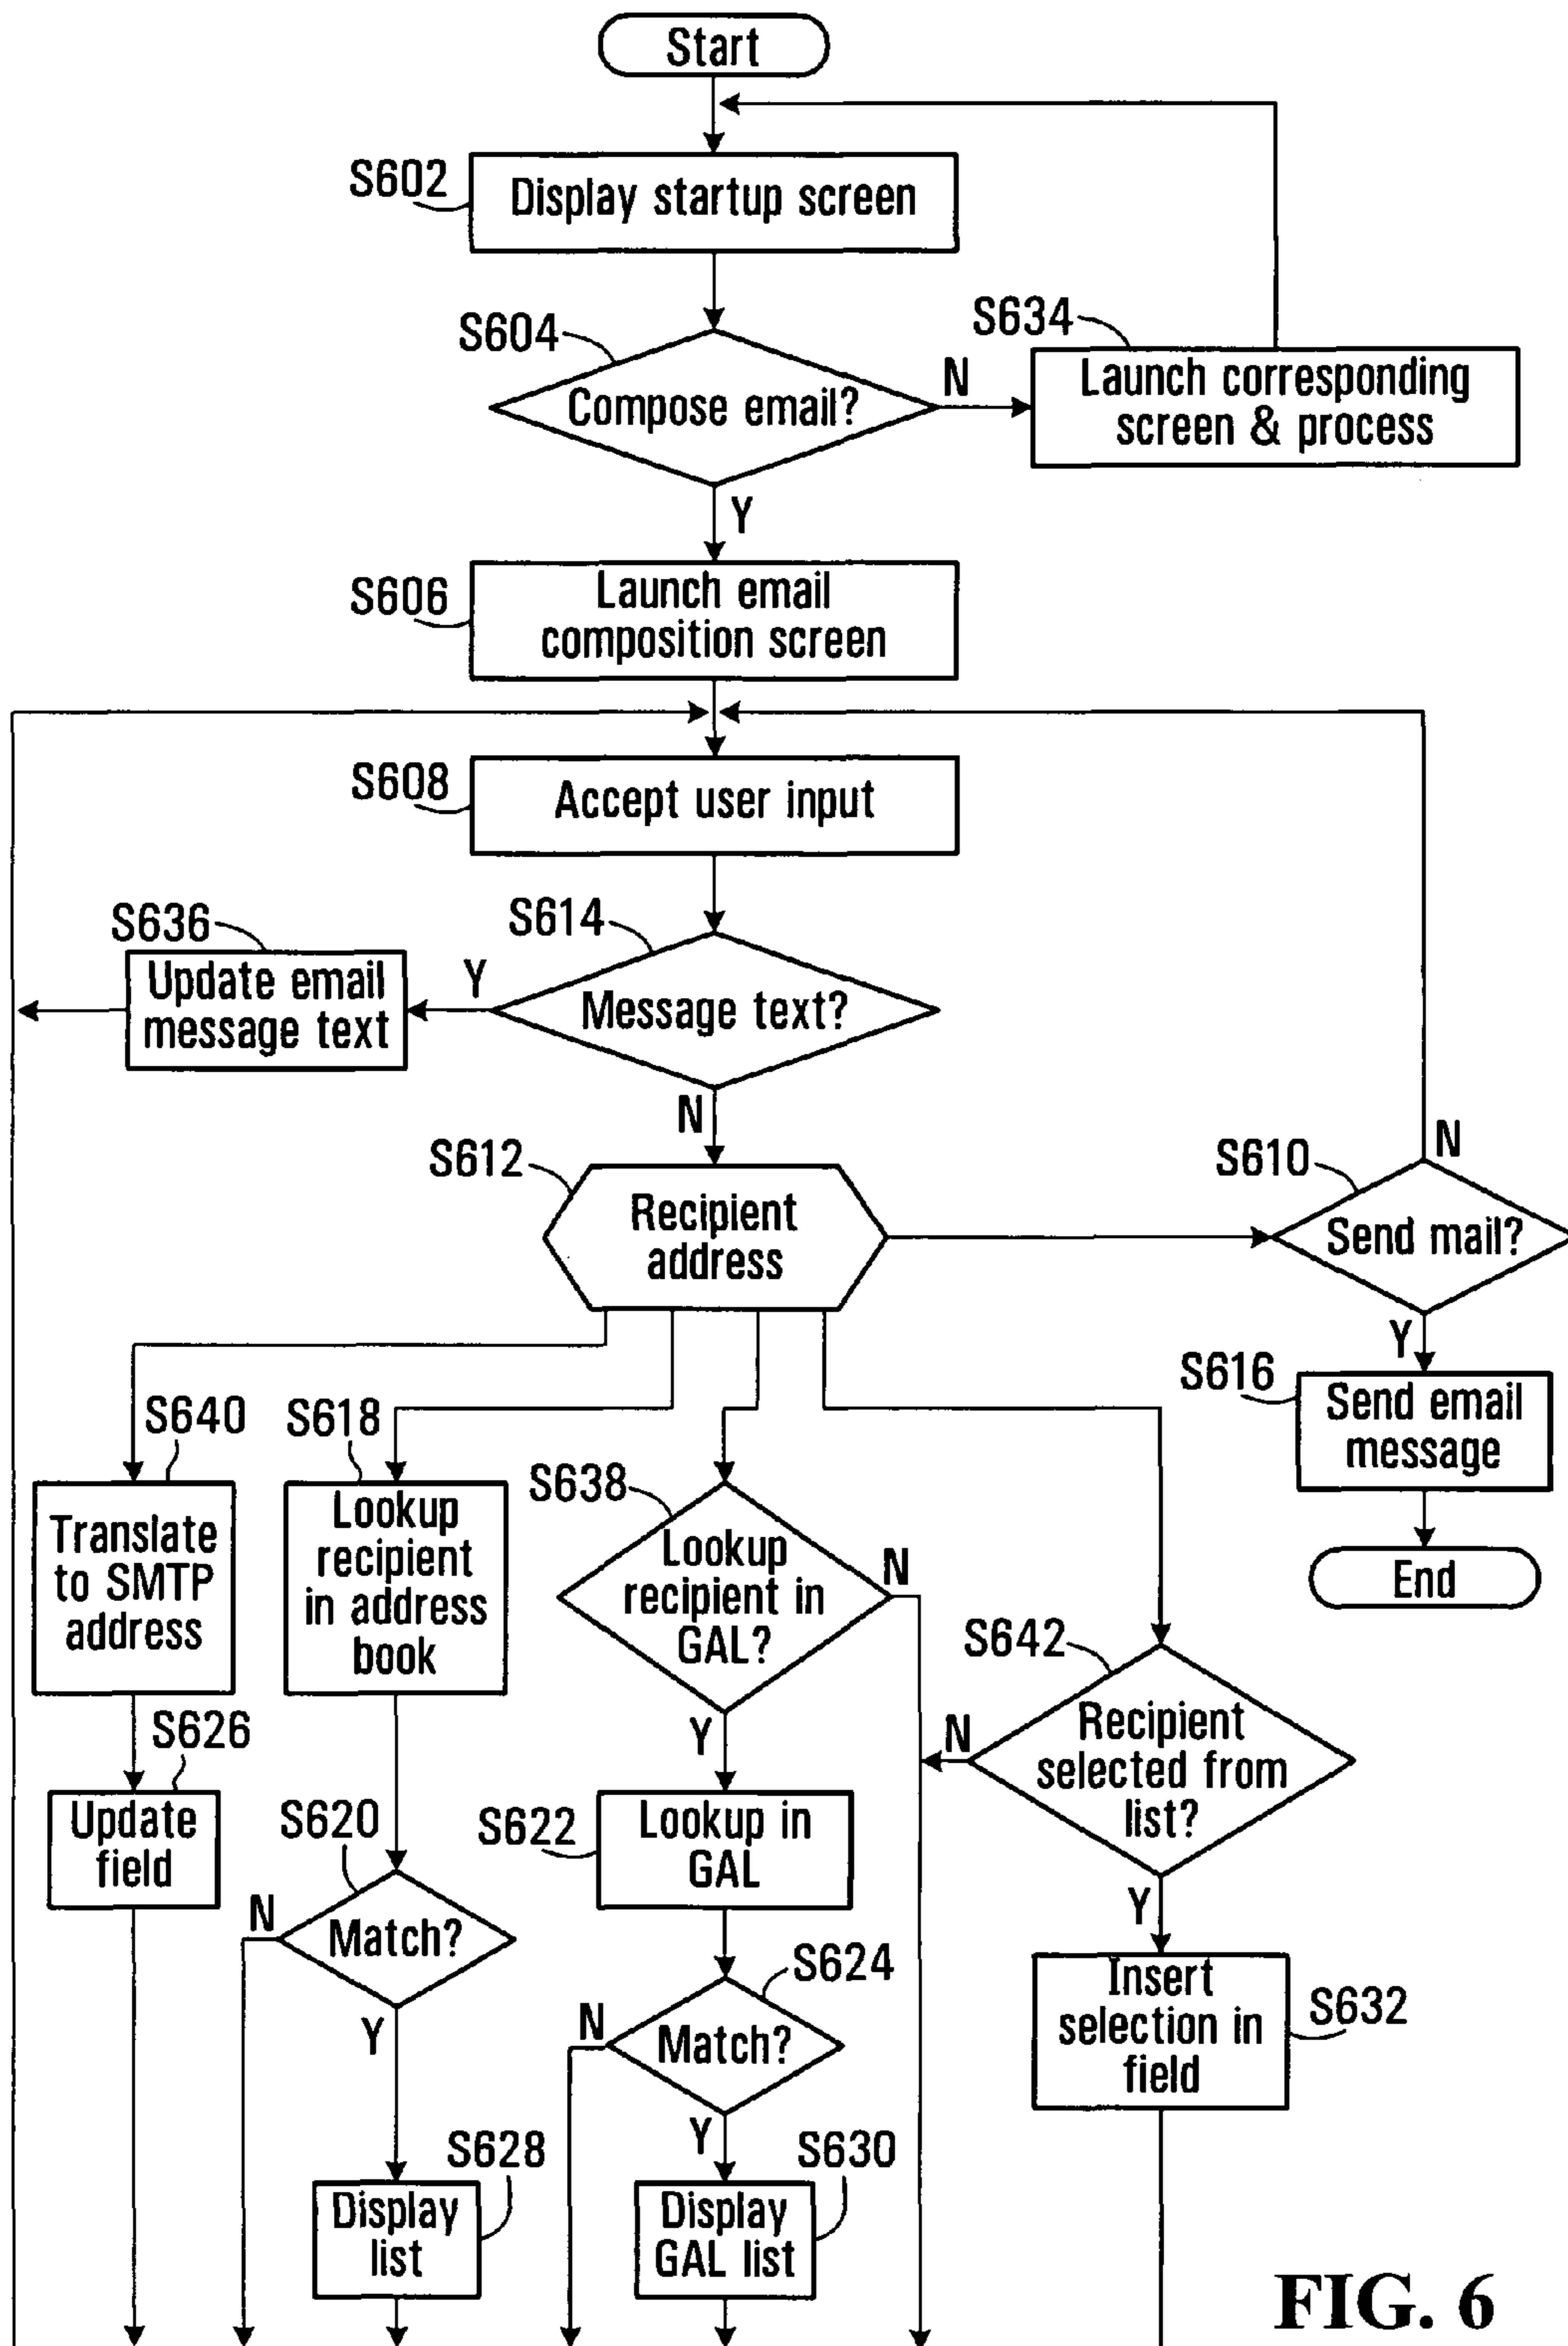 Start
S602
Display startup screen
S604
Compose email?
N
S634
Launch corresponding
screen & process
Y
S606
Launch email
composition screen
S608
Accept user input
S636
Update email
message text
Y
S614
Message text?
N
S612
Recipient
address
S610
N
Send mail?
Y
S616
Send email
message
End
S640
Translate
to SMTP
address
S626
Update
field
S618
Lookup
recipient
in address
book
S620
N
Match?
Y
S628
Display
list
S638
Lookup
recipient in
GAL?
N
Y
S622
Lookup in
GAL
S624
N
Match?
Y
S630
Display
GAL list
S642
N
Recipient
selected from
list?
Y
Insert
selection in
field
S632
FIG. 6